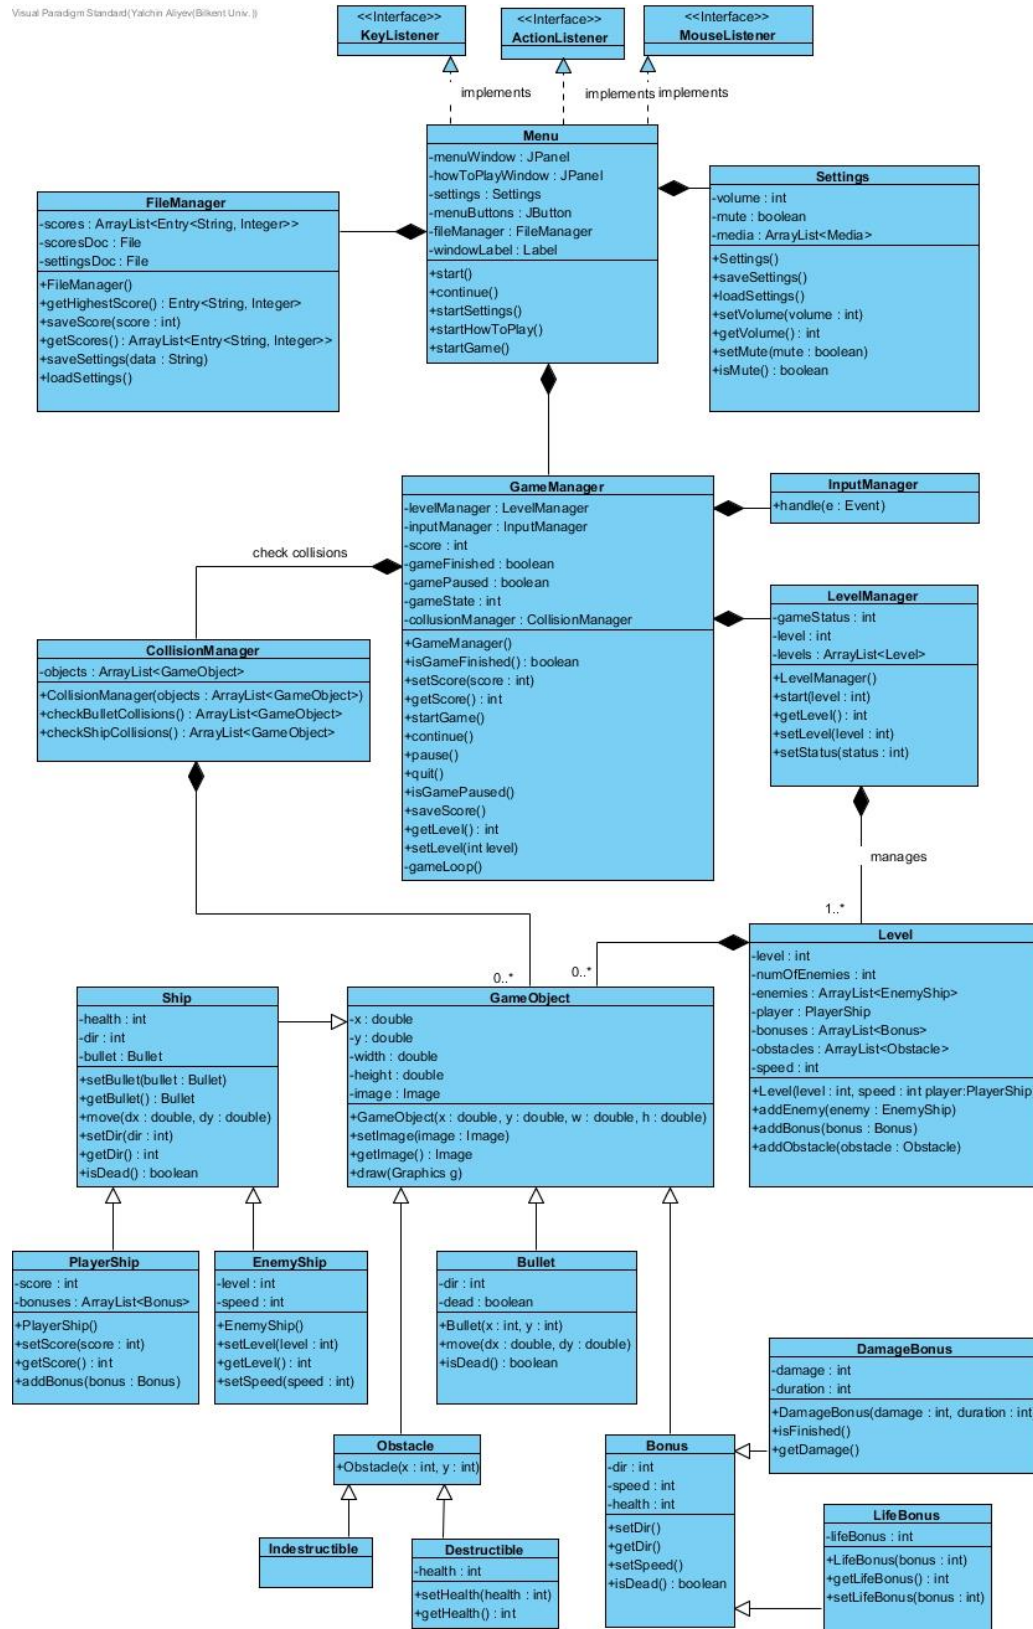 Visual Paradigm Standard(Yalchin Aliyev(Bilkent Univ. ))
<<Interface>>
KeyListener
<<Interface>>
ActionListener
<<Interface>>
MouseListener
implements
implements
implements
Menu
-menuWindow : JPanel
-howToPlayWindow : JPanel
-settings : Settings
-menuButtons : JButton
-fileManager : FileManager
-windowLabel : Label
+start()
+continue()
+startSettings()
+startHowToPlay()
+startGame()
FileManager
-scores : ArrayList<Entry<String, Integer>>
-scoresDoc : File
-settingsDoc : File
+FileManager()
+getHighestScore() : Entry<String, Integer>
+saveScore(score : int)
+getScores() : ArrayList<Entry<String, Integer>>
+saveSettings(data : String)
+loadSettings()
Settings
-volume : int
-mute : boolean
-media : ArrayList<Media>
+Settings()
+saveSettings()
+loadSettings()
+setVolume(volume : int)
+getVolume() : int
+setMute(mute : boolean)
+isMute() : boolean
GameManager
-levelManager : LevelManager
-inputManager : InputManager
-score : int
-gameFinished : boolean
-gamePaused : boolean
-gameState : int
-collusionManager : CollisionManager
+GameManager()
+isGameFinished() : boolean
+setScore(score : int)
+getScore() : int
+startGame()
+continue()
+pause()
+quit()
+isGamePaused()
+saveScore()
+getLevel() : int
+setLevel(int level)
-gameLoop()
InputManager
+handle(e : Event)
check collisions
LevelManager
-gameStatus : int
-level : int
-levels : ArrayList<Level>
+LevelManager()
+start(level : int)
+getLevel() : int
+setLevel(level : int)
+setStatus(status : int)
CollisionManager
-objects : ArrayList<GameObject>
+CollisionManager(objects : ArrayList<GameObject>)
+checkBulletCollisions() : ArrayList<GameObject>
+checkShipCollisions() : ArrayList<GameObject>
manages
1..*
0..*
0..*
Level
-level : int
-numOfEnemies : int
-enemies : ArrayList<EnemyShip>
-player : PlayerShip
-bonuses : ArrayList<Bonus>
-obstacles : ArrayList<Obstacle>
-speed : int
+Level(level : int, speed : int player:PlayerShip
+addEnemy(enemy : EnemyShip)
+addBonus(bonus : Bonus)
+addObstacle(obstacle : Obstacle)
Ship
-health : int
-dir : int
-bullet : Bullet
+setBullet(bullet : Bullet)
+getBullet() : Bullet
+move(dx : double, dy : double)
+setDir(dir : int)
+getDir() : int
+isDead() : boolean
GameObject
-x : double
-y : double
-width : double
-height : double
-image : Image
+GameObject(x : double, y : double, w : double, h : double)
+setImage(image : Image)
+getImage() : Image
+draw(Graphics g)
PlayerShip
-score : int
-bonuses : ArrayList<Bonus>
+PlayerShip()
+setScore(score : int)
+getScore() : int
+addBonus(bonus : Bonus)
EnemyShip
-level : int
-speed : int
+EnemyShip()
+setLevel(level : int)
+getLevel() : int
+setSpeed(speed : int)
Bullet
-dir : int
-dead : boolean
+Bullet(x : int, y : int)
+move(dx : double, dy : double)
+isDead() : boolean
DamageBonus
-damage : int
-duration : int
+DamageBonus(damage : int, duration : int
+isFinished()
+getDamage()
Obstacle
+Obstacle(x : int, y : int)
Bonus
-dir : int
-speed : int
-health : int
+setDir()
+getDir()
+setSpeed()
+isDead() : boolean
LifeBonus
-lifeBonus : int
+LifeBonus(bonus : int)
+getLifeBonus() : int
+setLifeBonus(bonus : int)
Indestructible
Destructible
-health : int
+setHealth(health : int)
+getHealth() : int